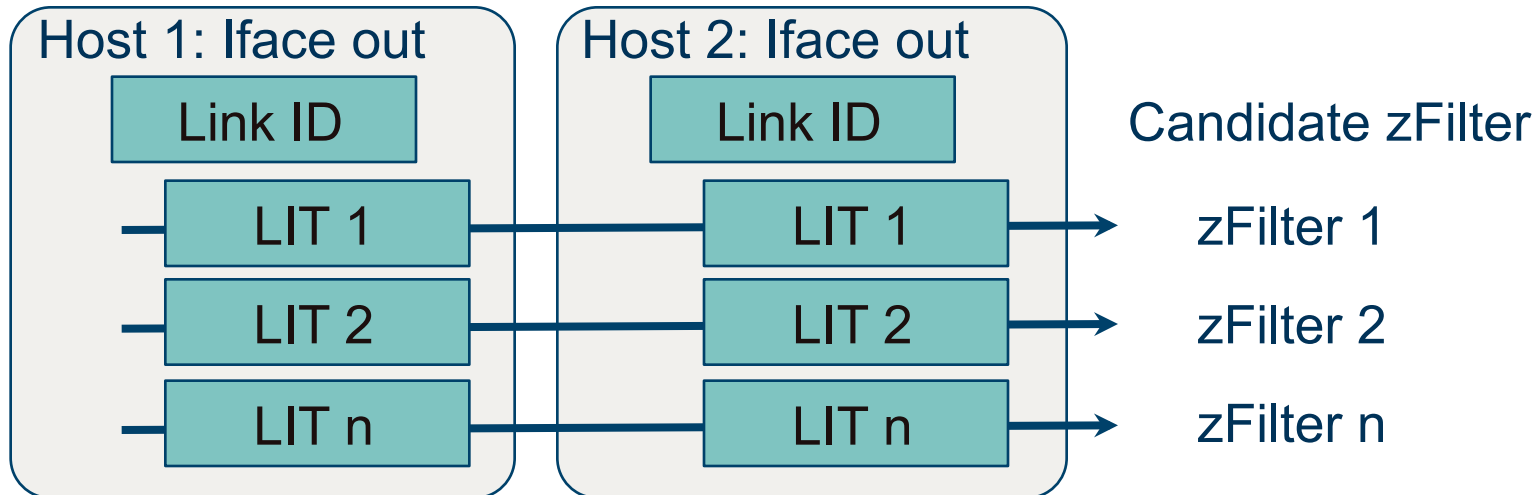 Host 1: Iface out
Link ID
LIT 1
LIT 2
LIT n
Host 2: Iface out
Link ID
LIT 1
LIT 2
LIT n
Candidate zFilter
zFilter 1
zFilter 2
zFilter n